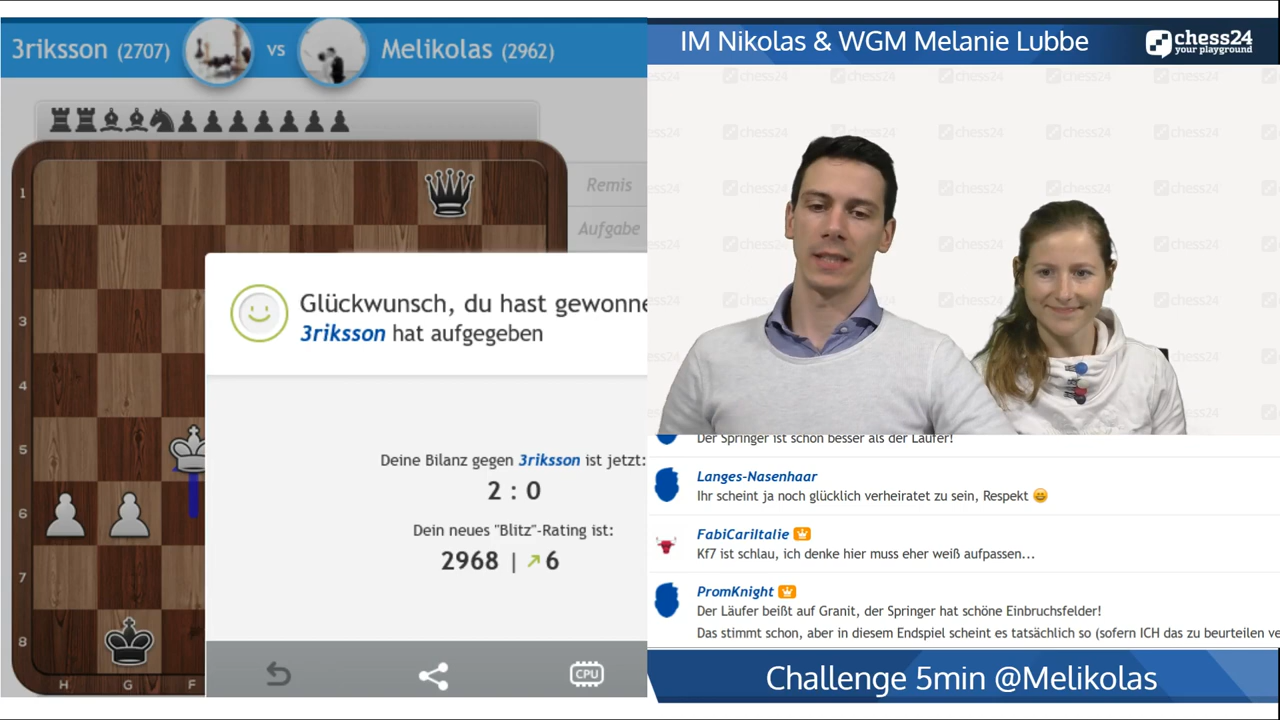 3riksson (2707)
vs
Melikolas (2962)
IM Nikolas & WGM Melanie Lubbe
chess24
your playground
Remis
Aufgabe
1
2
3
4
5
6
7
8
H G F
Glückwunsch, du hast gewonne
3riksson hat aufgegeben
Deine Bilanz gegen 3riksson ist jetzt:
2 : 0
Dein neues "Blitz"-Rating ist:
2968 | 6
CPU
Der Springer ist schon besser als der Läufer!
Langes-Nasenhaar
Ihr scheint ja noch glücklich verheiratet zu sein, Respekt
FabiCariltalie
Kf7 ist schlau, ich denke hier muss eher weiß aufpassen...
PromKnight
Der Läufer beißt auf Granit, der Springer hat schöne Einbruchsfelder!
Das stimmt schon, aber in diesem Endspiel scheint es tatsächlich so (sofern ICH das zu beurteilen ve
Challenge 5min @Melikolas